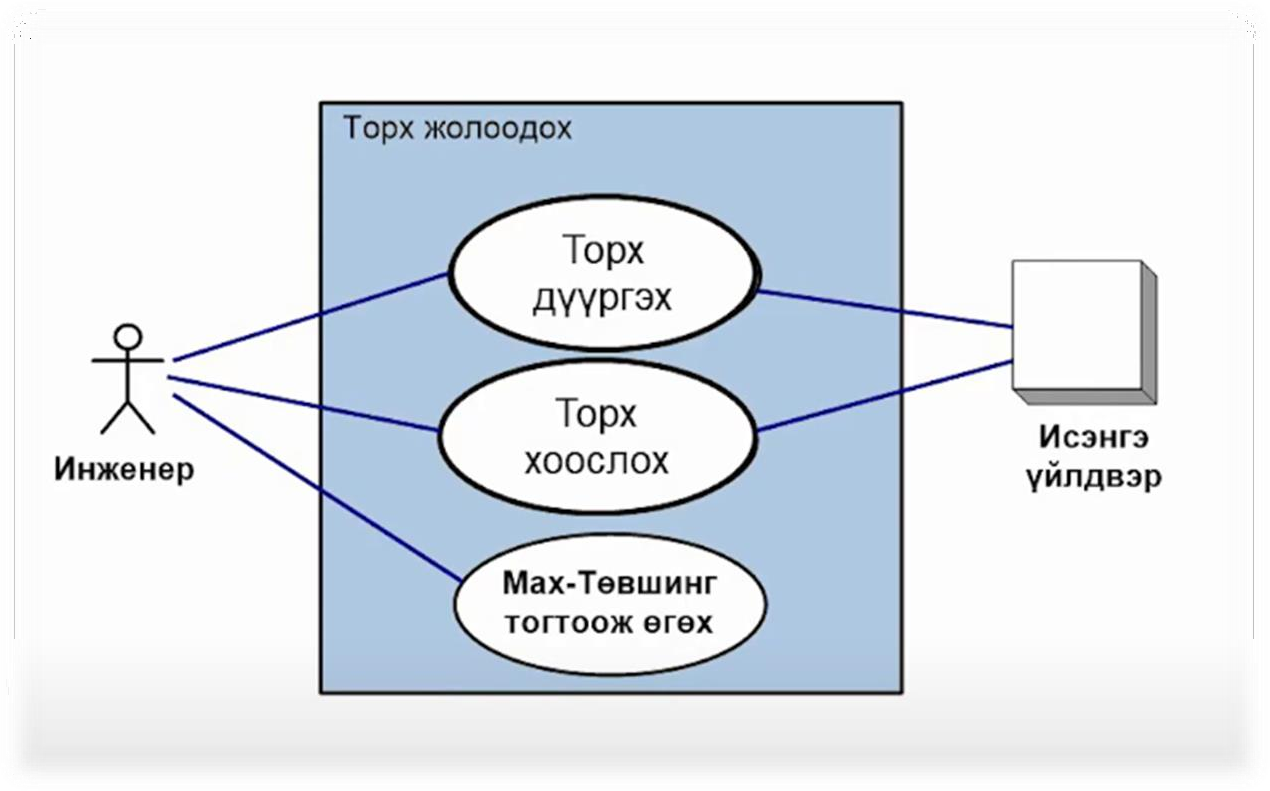 Торх жолоодох
Торх
дүүргэх
Торх
хоослох
Мах-Төвшинг
тогтоож өгөх
Инженер
Исэнгэ
үйлдвэр